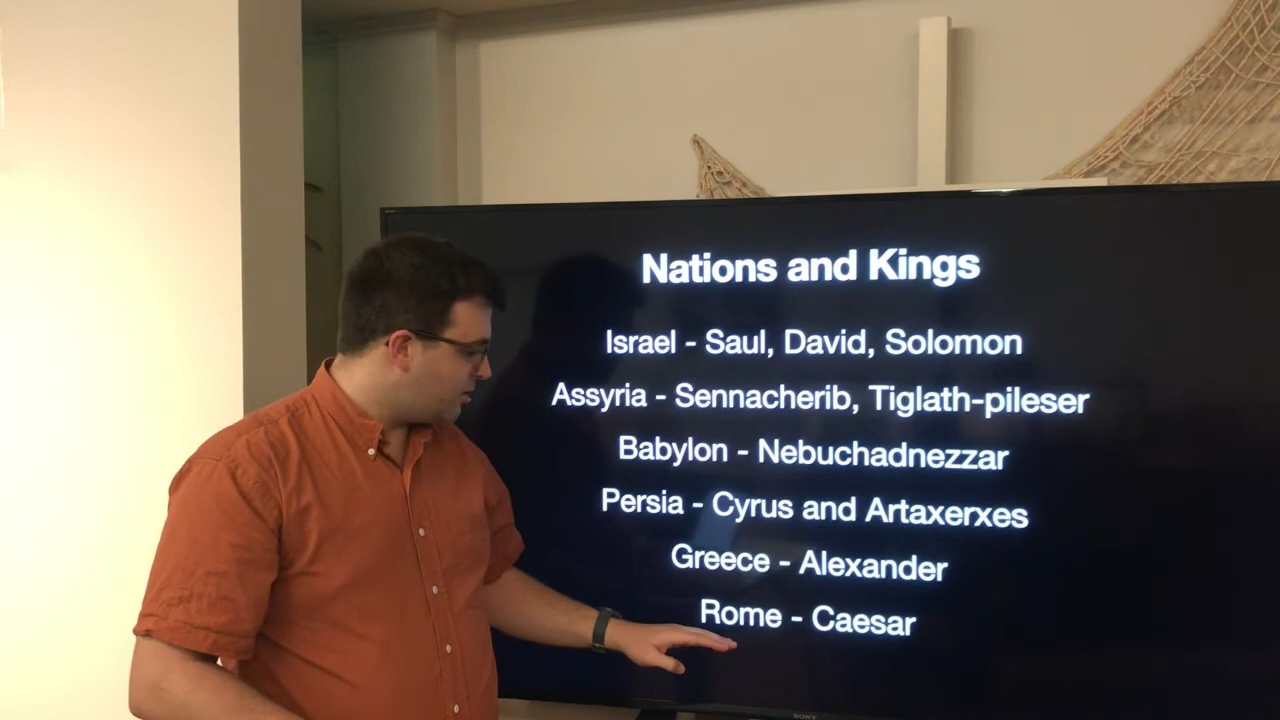 Nations and Kings
Israel - Saul, David, Solomon
Assyria - Sennacherib, Tiglath-pileser
Babylon - Nebuchadnezzar
Persia - Cyrus and Artaxerxes
Greece - Alexander
Rome - Caesar
SONY